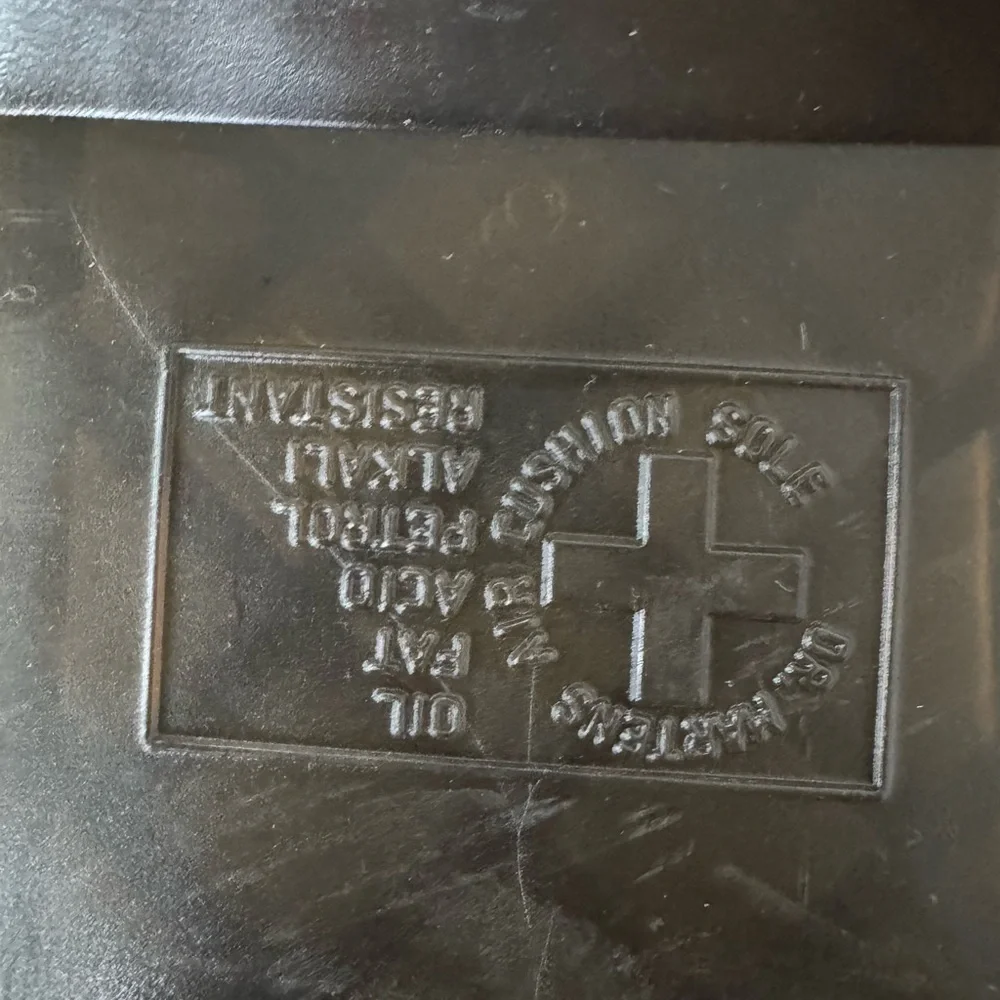 DR. MARTENS
AIR CUSHION SOLE
OIL
FAT
ACID
PETROL
ALKALI
RESISTANT